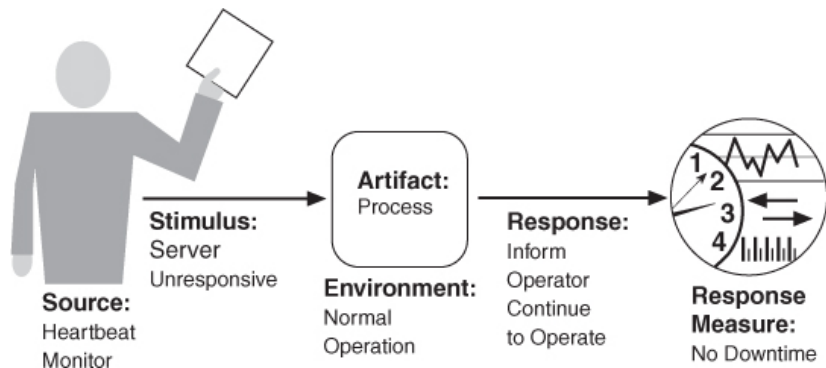 Source:
Heartbeat
Monitor
Stimulus:
Server
Unresponsive
Artifact:
Process
Environment:
Normal
Operation
Response:
Inform
Operator
Continue
to Operate
1
2
3
4
Response
Measure:
No Downtime